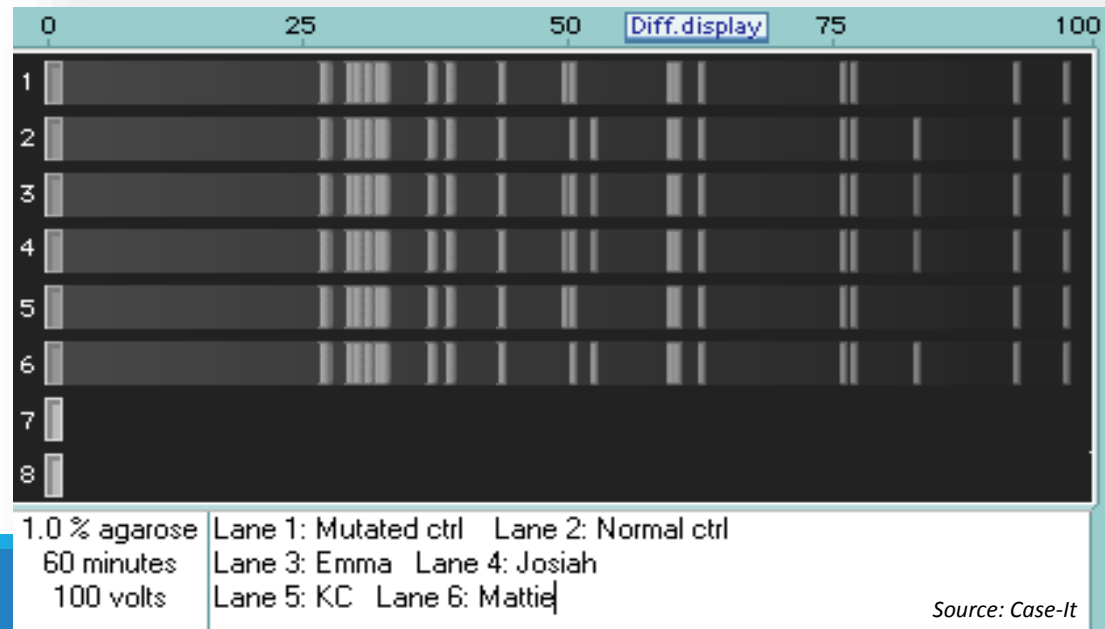 0 25 50 Diff.display 75 100
1
2
3
4
5
6
7
8
1.0 % agarose
60 minutes
100 volts
Lane 1: Mutated ctrl Lane 2: Normal ctrl
Lane 3: Emma Lane 4: Josiah
Lane 5: KC Lane 6: Mattie
Source: Case-It